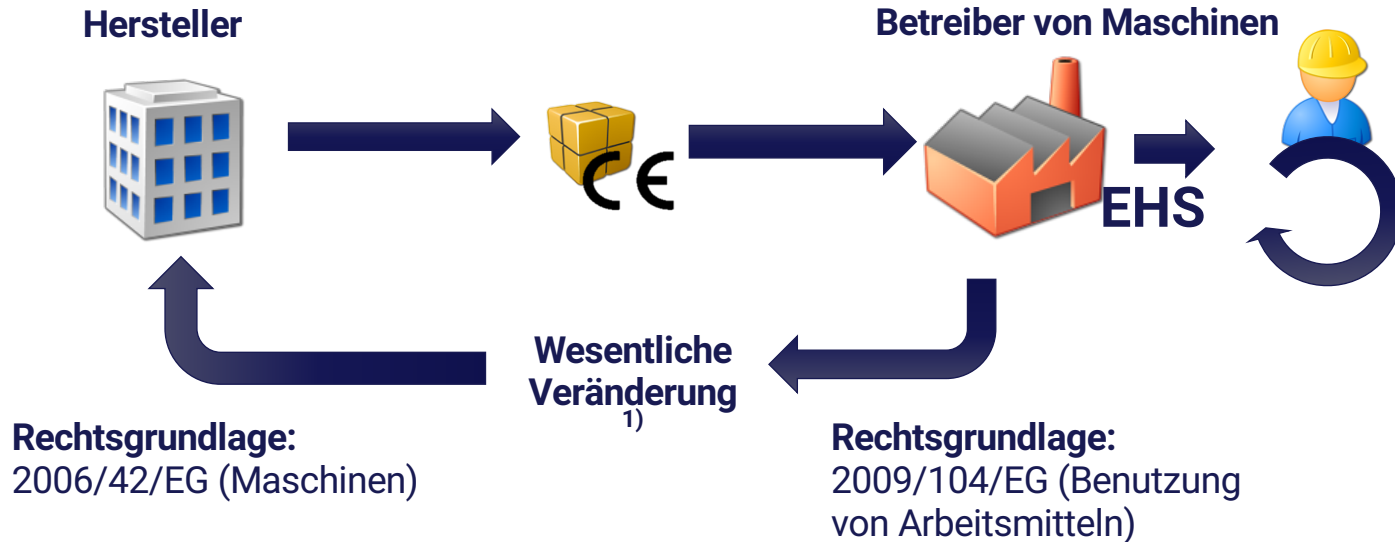 Hersteller
Betreiber von Maschinen
CE
EHS
Wesentliche
Veränderung
1)
Rechtsgrundlage:
2006/42/EG (Maschinen)
Rechtsgrundlage:
2009/104/EG (Benutzung
von Arbeitsmitteln)